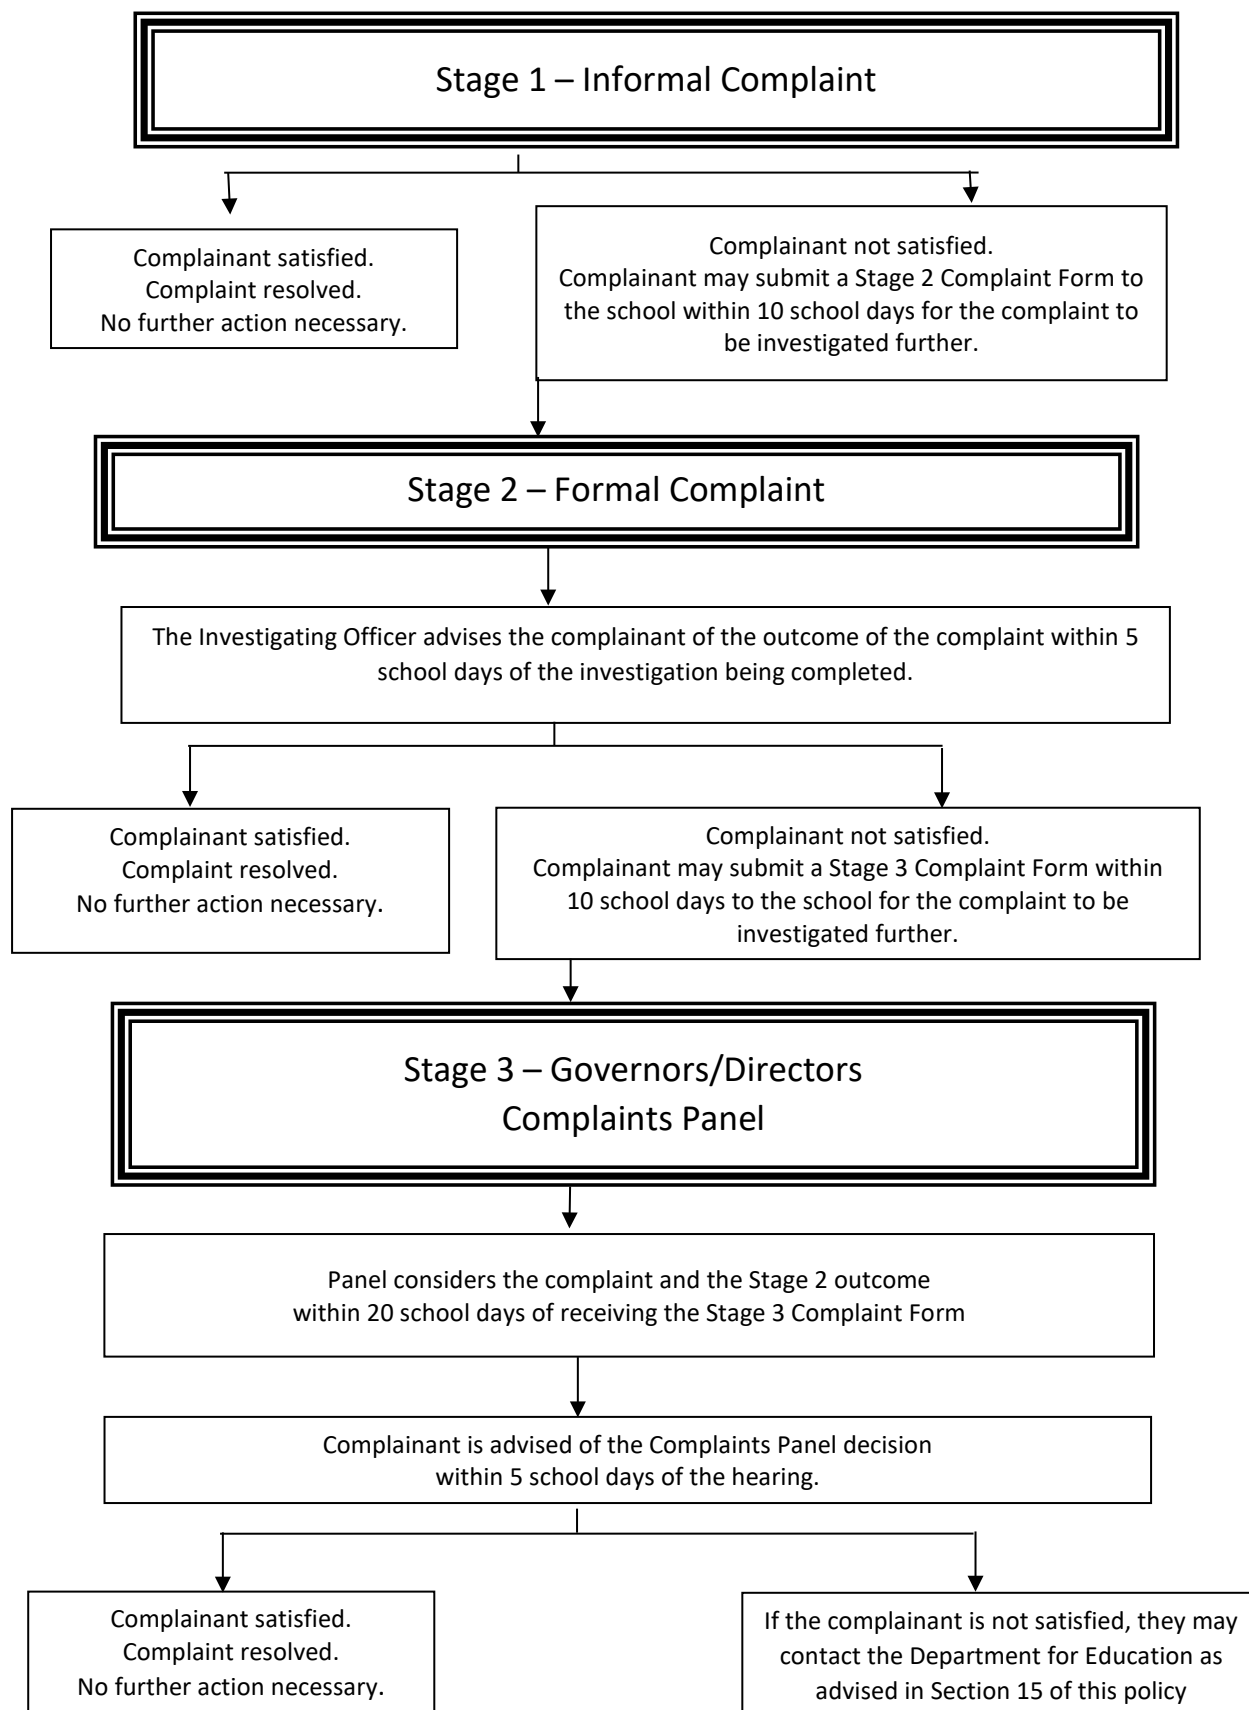 Stage 1 – Informal Complaint
Complainant satisfied.
Complaint resolved.
No further action necessary.
Complainant not satisfied.
Complainant may submit a Stage 2 Complaint Form to
the school within 10 school days for the complaint to
be investigated further.
Stage 2 – Formal Complaint
The Investigating Officer advises the complainant of the outcome of the complaint within 5
school days of the investigation being completed.
Complainant satisfied.
Complaint resolved.
No further action necessary.
Complainant not satisfied.
Complainant may submit a Stage 3 Complaint Form within
10 school days to the school for the complaint to be
investigated further.
Stage 3 – Governors/Directors
Complaints Panel
Panel considers the complaint and the Stage 2 outcome
within 20 school days of receiving the Stage 3 Complaint Form
Complainant is advised of the Complaints Panel decision
within 5 school days of the hearing.
Complainant satisfied.
Complaint resolved.
No further action necessary.
If the complainant is not satisfied, they may
contact the Department for Education as
advised in Section 15 of this policy